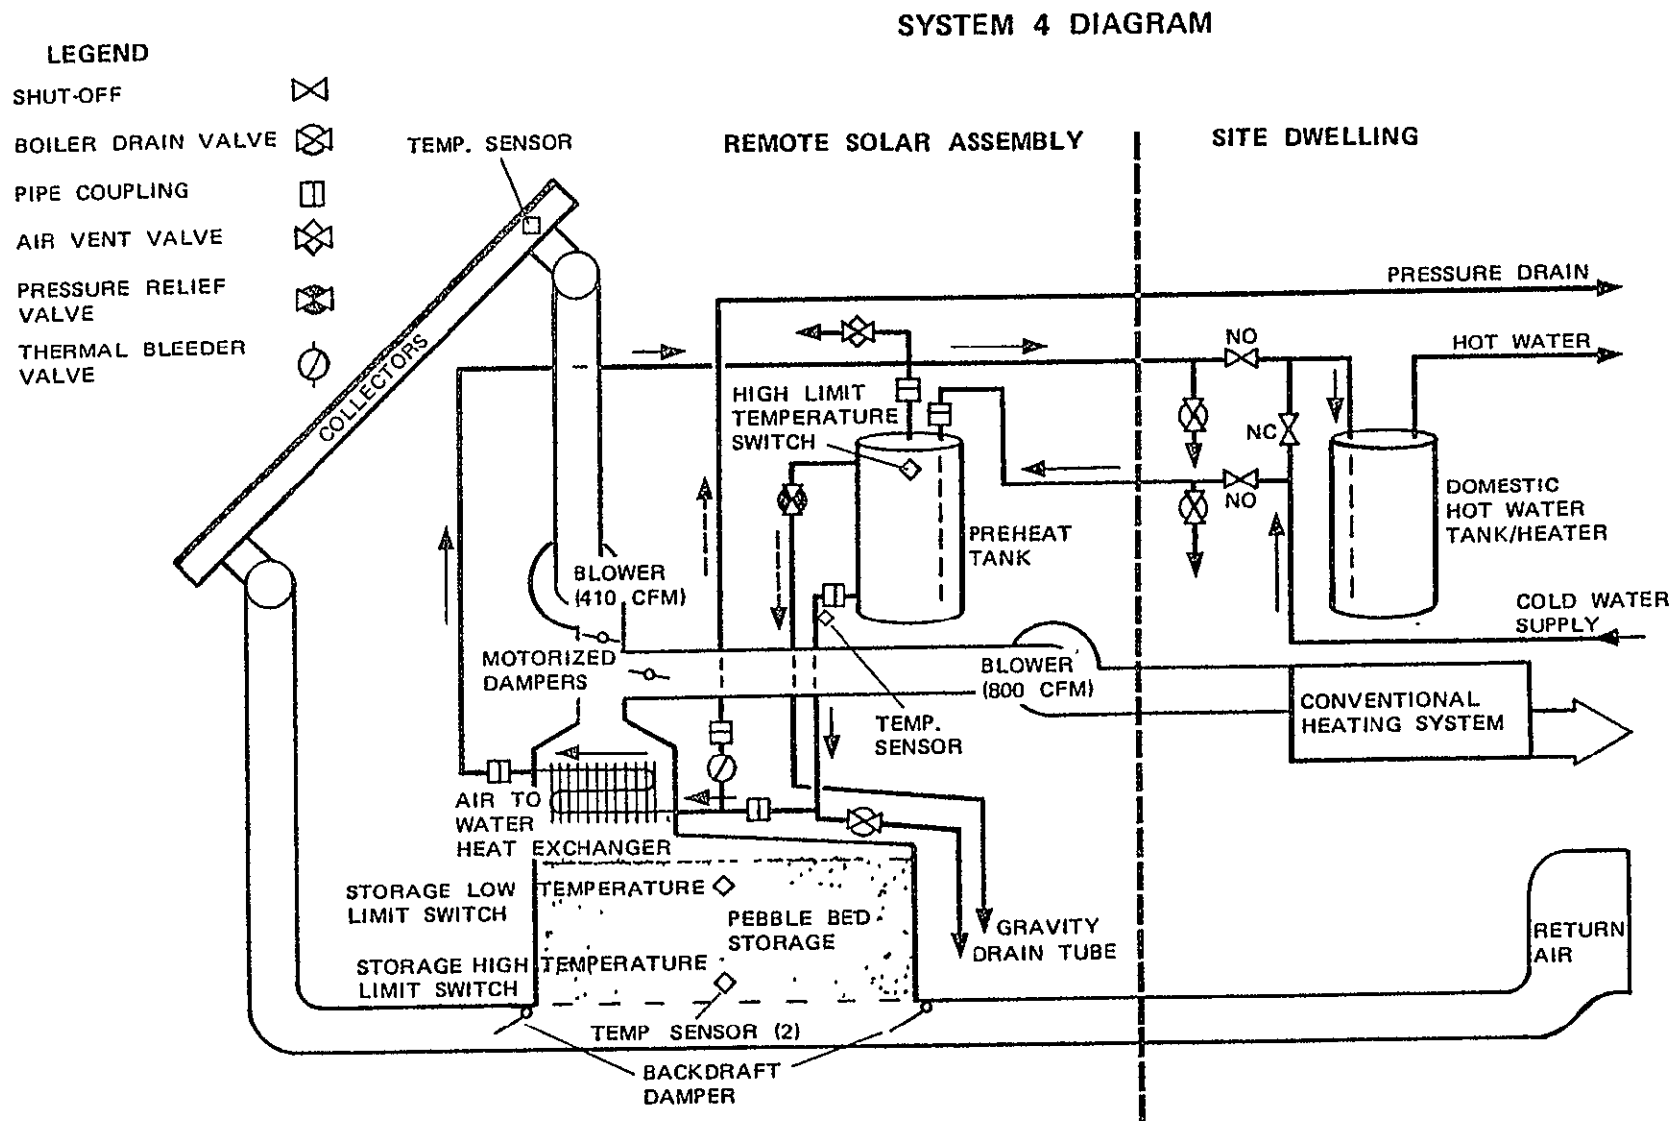 SYSTEM 4 DIAGRAM
LEGEND
SHUT-OFF
BOILER DRAIN VALVE
PIPE COUPLING
AIR VENT VALVE
PRESSURE RELIEF
VALVE
THERMAL BLEEDER
VALVE
TEMP. SENSOR
REMOTE SOLAR ASSEMBLY
SITE DWELLING
COLLECTORS
PRESSURE DRAIN
HOT WATER
NO
NC
NO
HIGH LIMIT
TEMPERATURE
SWITCH
PREHEAT
TANK
DOMESTIC
HOT WATER
TANK/HEATER
COLD WATER
SUPPLY
BLOWER
(410 CFM)
MOTORIZED
DAMPERS
BLOWER
(800 CFM)
TEMP.
SENSOR
CONVENTIONAL
HEATING SYSTEM
AIR TO
WATER
HEAT EXCHANGER
STORAGE LOW TEMPERATURE
LIMIT SWITCH
PEBBLE BED
STORAGE
STORAGE HIGH TEMPERATURE
LIMIT SWITCH
GRAVITY
DRAIN TUBE
RETURN
AIR
TEMP SENSOR (2)
BACKDRAFT
DAMPER